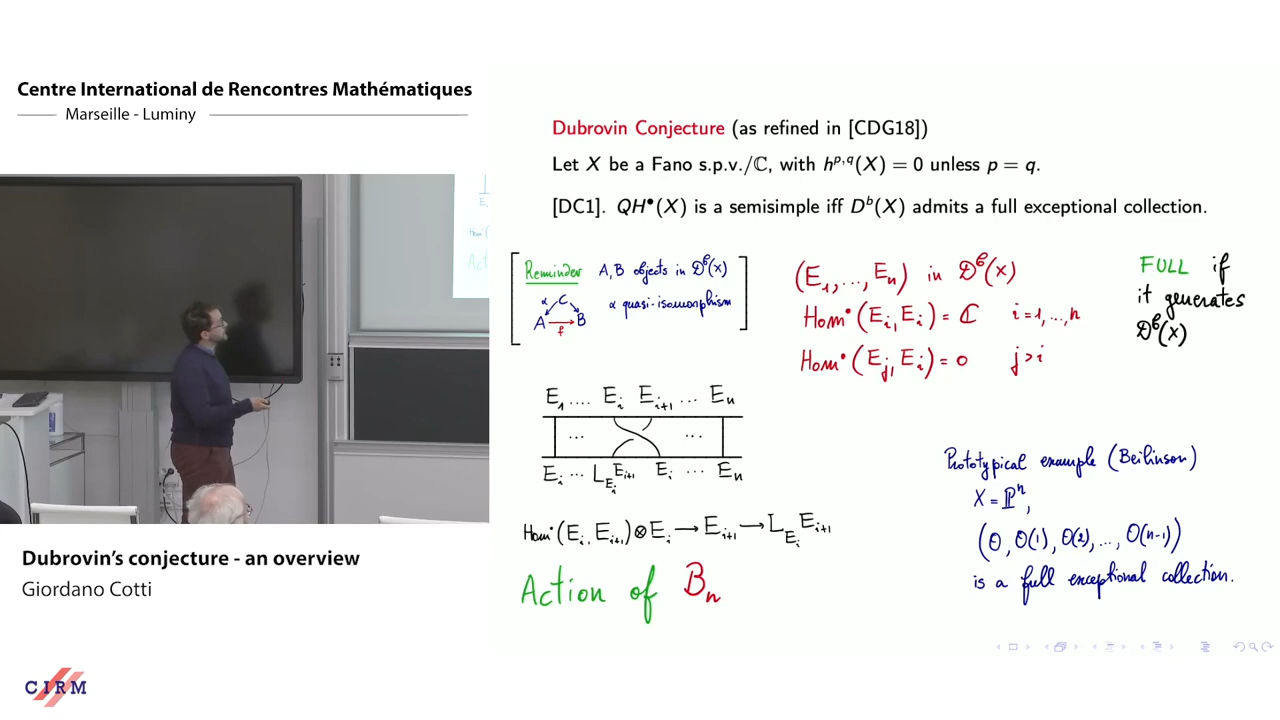 Centre International de Rencontres Mathématiques
Marseille - Luminy
Dubrovin Conjecture (as refined in [CDG18])
Let X be a Fano s.p.v./ℂ, with h^{p,q}(X) = 0 unless p = q.
[DC1]. QH•(X) is a semisimple iff D^b(X) admits a full exceptional collection.
Reminder A, B objects in 𝒟^b(X)
α C
α quasi-isomorphism
A → B
f
(E_1, ..., E_n) in 𝒟^b(X)
Hom•(E_i, E_i) = ℂ i=1, ..., n
Hom•(E_j, E_i) = 0 j>i
FULL if
it generates
𝒟^b(X)
E_1 .... E_i E_{i+1} ... E_n
... ...
E_i ... L_{E_i} E_{i+1} E_i ... E_n
Hom•(E_i, E_{i+1}) ⊗ E_i → E_{i+1} → L_{E_i} E_{i+1}
Action of B_n
Prototypical example (Beilinson)
X = ℙ^n,
(O, O(1), O(2), ..., O(n-1))
is a full exceptional collection.
Dubrovin's conjecture - an overview
Giordano Cotti
CIRM